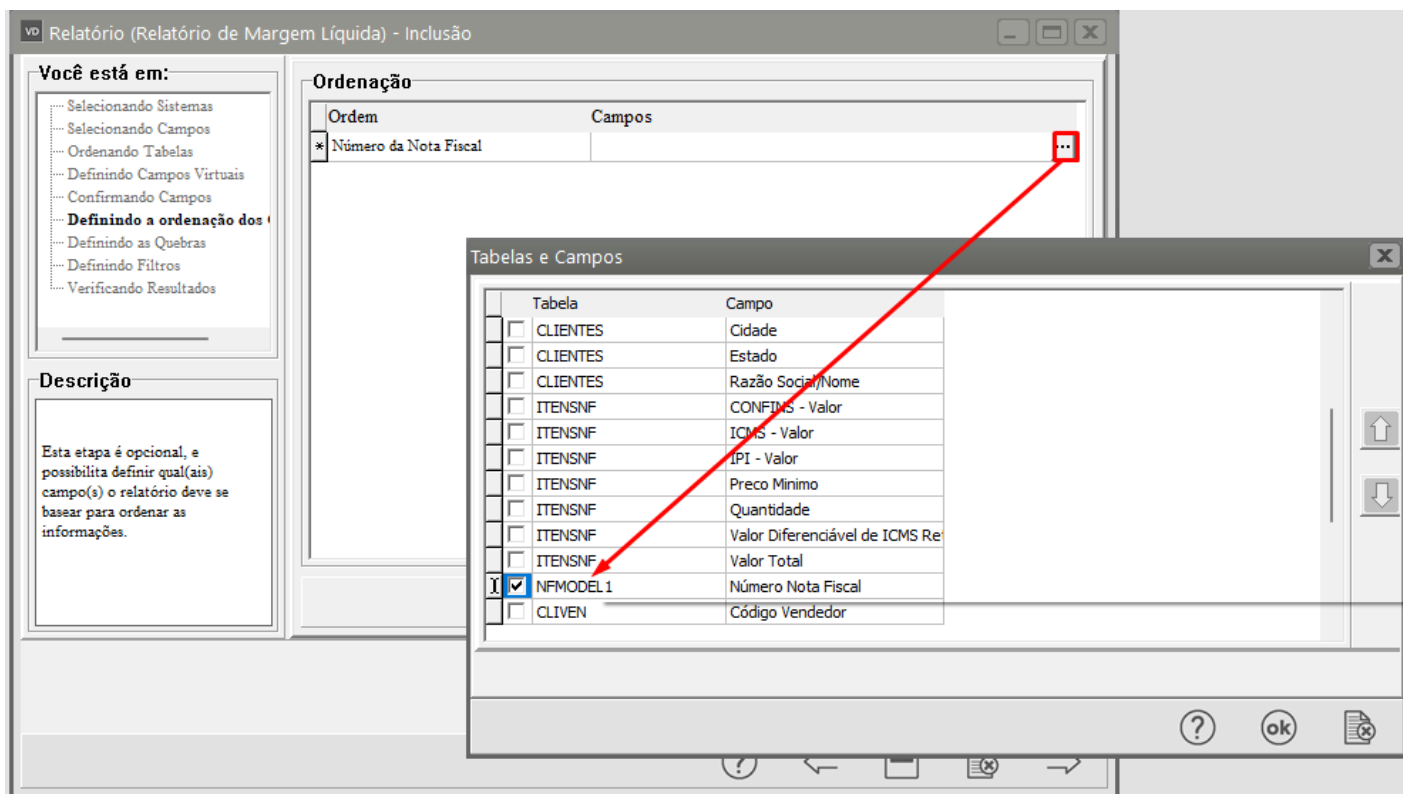 VD Relatório (Relatório de Margem Líquida) - Inclusão
Você está em:
Selecionando Sistemas
Selecionando Campos
Ordenando Tabelas
Definindo Campos Virtuais
Confirmando Campos
Definindo a ordenação dos
Definindo as Quebras
Definindo Filtros
Verificando Resultados
Descrição
Esta etapa é opcional, e
possibilita definir qual(ais)
campo(s) o relatório deve se
basear para ordenar as
informações.
Ordenação
Ordem Campos
* Número da Nota Fiscal ...
Tabelas e Campos
Tabela Campo
CLIENTES Cidade
CLIENTES Estado
CLIENTES Razão Social/Nome
ITENSNF CONFINS - Valor
ITENSNF ICMS - Valor
ITENSNF IPI - Valor
ITENSNF Preco Minimo
ITENSNF Quantidade
ITENSNF Valor Diferenciável de ICMS Ret
ITENSNF Valor Total
NFMODEL1 Número Nota Fiscal
CLIVEN Código Vendedor
? ok
?